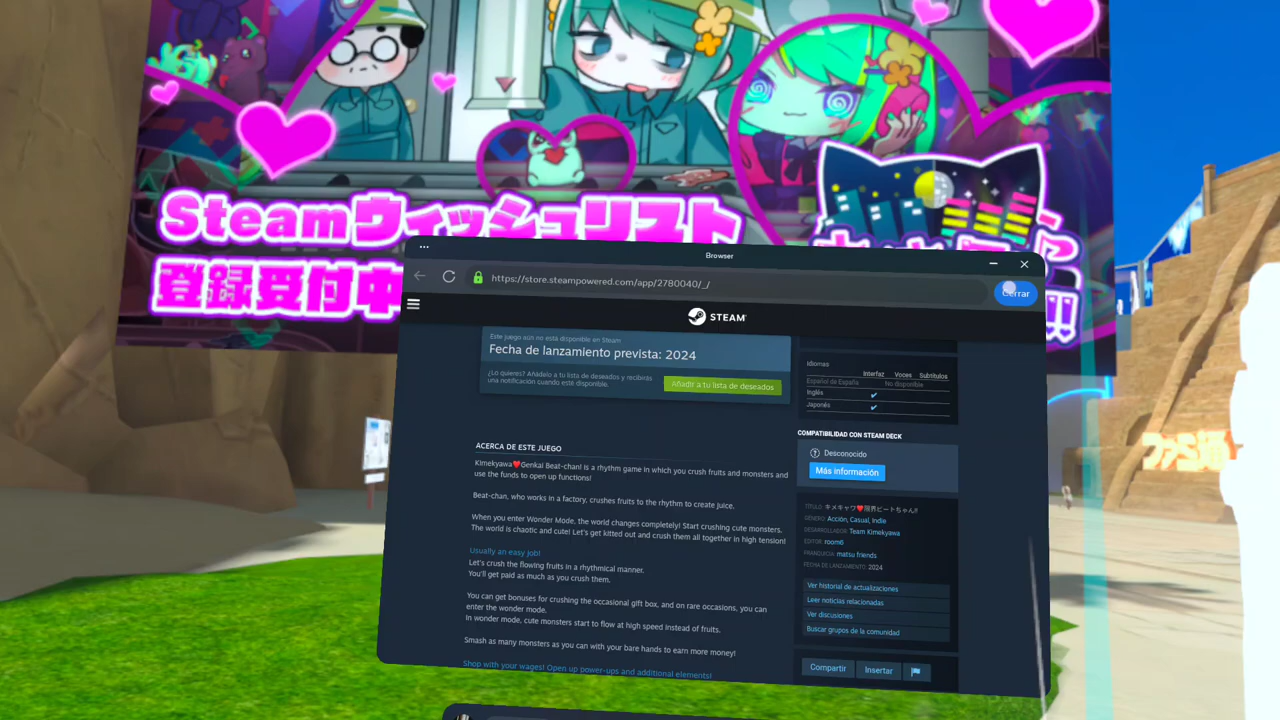 Steamウィッシュリスト
登録受付中
Browser
https://store.steampowered.com/app/2780040/_/
Cerrar
STEAM
Este juego aún no está disponible en Steam
Fecha de lanzamiento prevista: 2024
¿Lo quieres? Añádelo a tu lista de deseados y recibirás
una notificación cuando esté disponible.
Añadir a tu lista de deseados
ACERCA DE ESTE JUEGO
Kimekyawa❤️Genkai Beat-chan! is a rhythm game in which you crush fruits and monsters and
use the funds to open up functions!
Beat-chan, who works in a factory, crushes fruits to the rhythm to create juice.
When you enter Wonder Mode, the world changes completely! Start crushing cute monsters.
The world is chaotic and cute! Let's get kitted out and crush them all together in high tension!
Usually an easy job!
Let's crush the flowing fruits in a rhythmical manner.
You'll get paid as much as you crush them.
You can get bonuses for crushing the occasional gift box, and on rare occasions, you can
enter the wonder mode.
In wonder mode, cute monsters start to flow at high speed instead of fruits.
Smash as many monsters as you can with your bare hands to earn more money!
Shop with your wages! Open up power-ups and additional elements!
Idiomas
Interfaz Voces Subtítulos
Español de España No disponible
Inglés ✔
Japonés ✔
COMPATIBILIDAD CON STEAM DECK
Desconocido
Más información
TÍTULO: キメキャワ❤️限界ビートちゃん!!
GÉNERO: Acción, Casual, Indie
DESARROLLADOR: Team Kimekyawa
EDITOR: room6
FRANQUICIA: matsu friends
FECHA DE LANZAMIENTO: 2024
Ver historial de actualizaciones
Leer noticias relacionadas
Ver discusiones
Buscar grupos de la comunidad
Compartir
Insertar
ファミ通